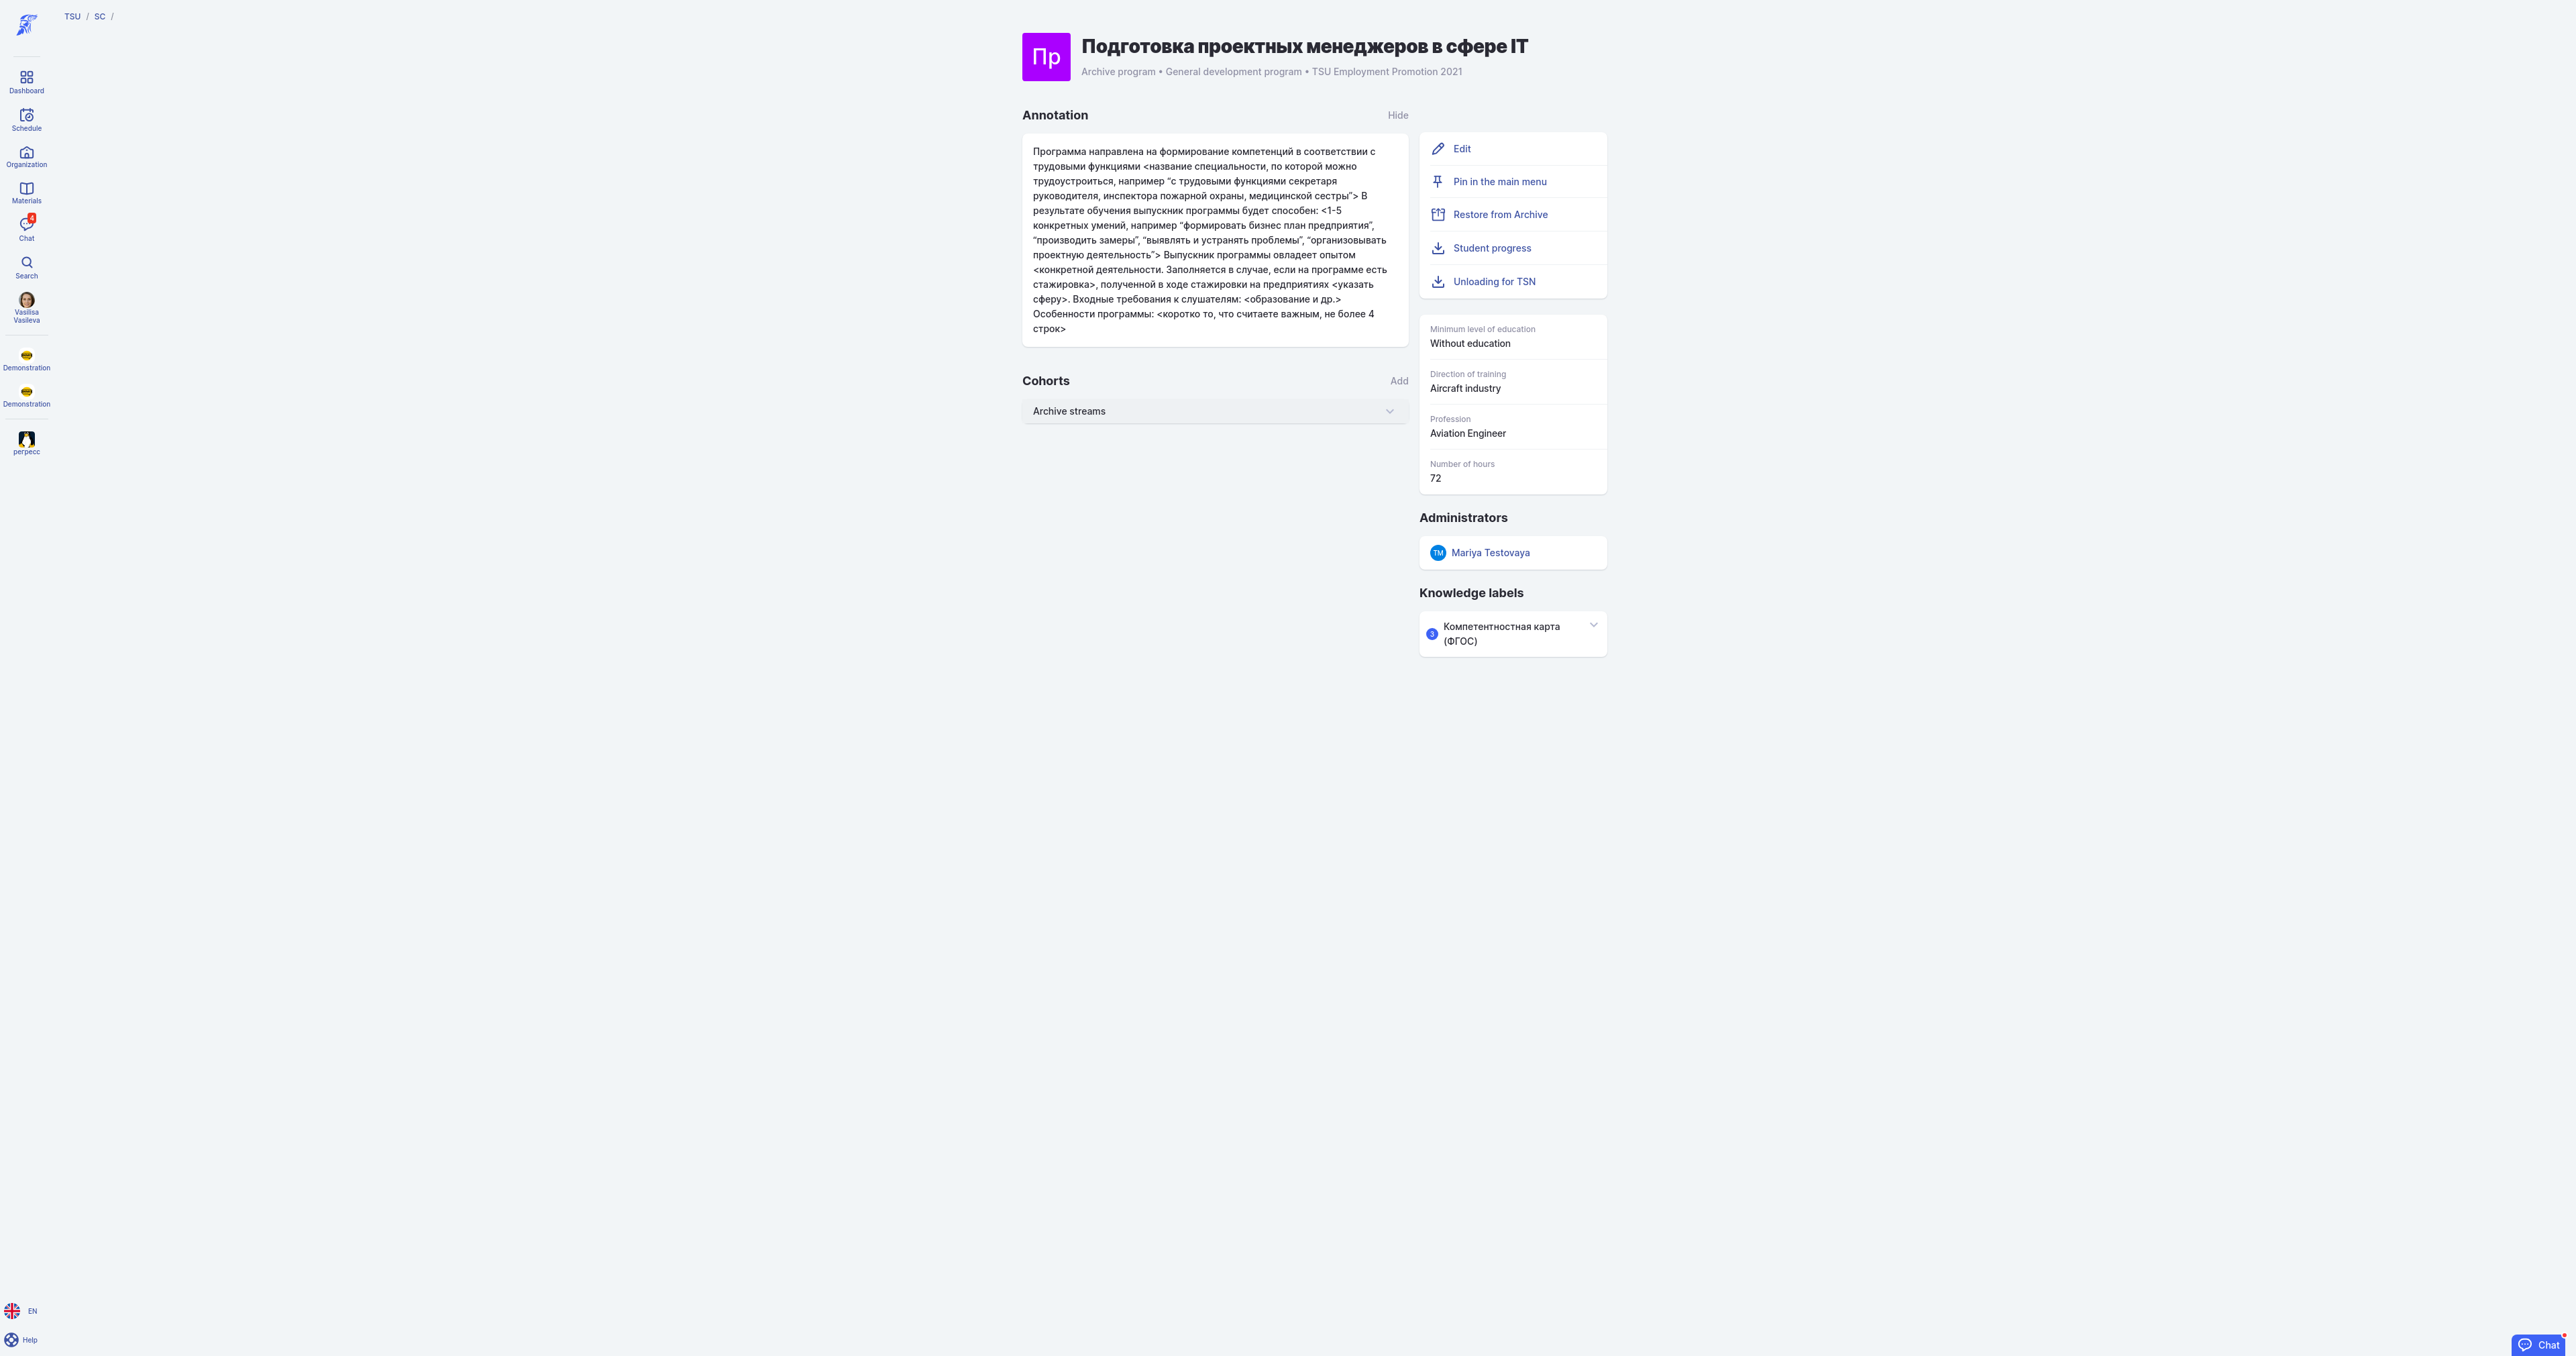 TSU / SC /
Dashboard
Schedule
Organization
Materials
4
Chat
Search
Vasilisa
Vasileva
Demonstration
Demonstration
регресс
EN
Help
Пр
Подготовка проектных менеджеров в сфере IT
Archive program • General development program • TSU Employment Promotion 2021
Annotation
Hide
Программа направлена на формирование компетенций в соответствии с
трудовыми функциями <название специальности, по которой можно
трудоустроиться, например “с трудовыми функциями секретаря
руководителя, инспектора пожарной охраны, медицинской сестры”> В
результате обучения выпускник программы будет способен: <1-5
конкретных умений, например “формировать бизнес план предприятия”,
“производить замеры”, “выявлять и устранять проблемы”, “организовывать
проектную деятельность”> Выпускник программы овладеет опытом
<конкретной деятельности. Заполняется в случае, если на программе есть
стажировка>, полученной в ходе стажировки на предприятиях <указать
сферу>. Входные требования к слушателям: <образование и др.>
Особенности программы: <коротко то, что считаете важным, не более 4
строк>
Cohorts
Add
Archive streams
Edit
Pin in the main menu
Restore from Archive
Student progress
Unloading for TSN
Minimum level of education
Without education
Direction of training
Aircraft industry
Profession
Aviation Engineer
Number of hours
72
Administrators
TM
Mariya Testovaya
Knowledge labels
3
Компетентностная карта
(ФГОС)
Chat